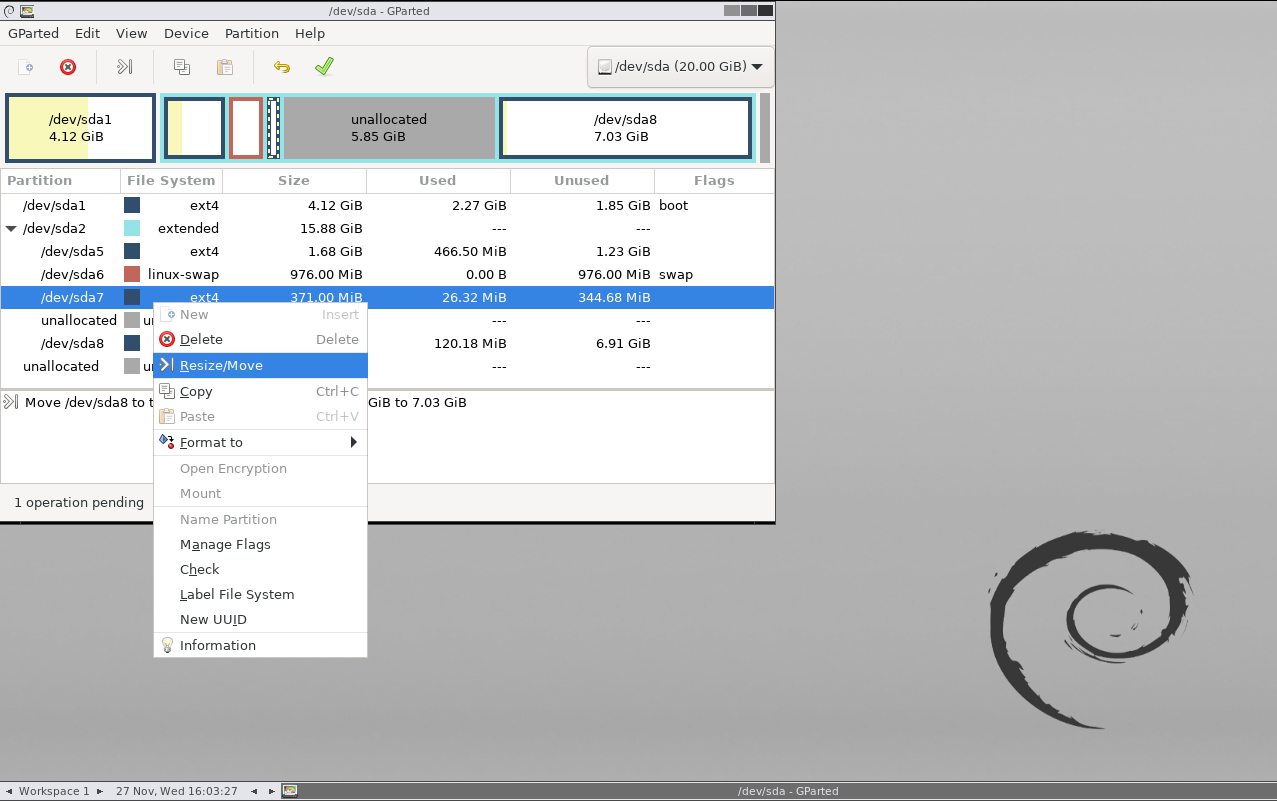 /dev/sda - GParted
GParted Edit View Device Partition Help
/dev/sda (20.00 GiB)
/dev/sda1
4.12 GiB
unallocated
5.85 GiB
/dev/sda8
7.03 GiB
Partition File System Size Used Unused Flags
/dev/sda1 ext4 4.12 GiB 2.27 GiB 1.85 GiB boot
/dev/sda2 extended 15.88 GiB --- ---
/dev/sda5 ext4 1.68 GiB 466.50 MiB 1.23 GiB
/dev/sda6 linux-swap 976.00 MiB 0.00 B 976.00 MiB swap
/dev/sda7 ext4 371.00 MiB 26.32 MiB 344.68 MiB
unallocated --- ---
/dev/sda8 120.18 MiB 6.91 GiB
unallocated --- ---
New Insert
Delete Delete
Resize/Move
Copy Ctrl+C
Paste Ctrl+V
Format to
Open Encryption
Mount
Name Partition
Manage Flags
Check
Label File System
New UUID
Information
Move /dev/sda8 to GiB to 7.03 GiB
1 operation pending
Workspace 1 27 Nov, Wed 16:03:27 /dev/sda - GParted